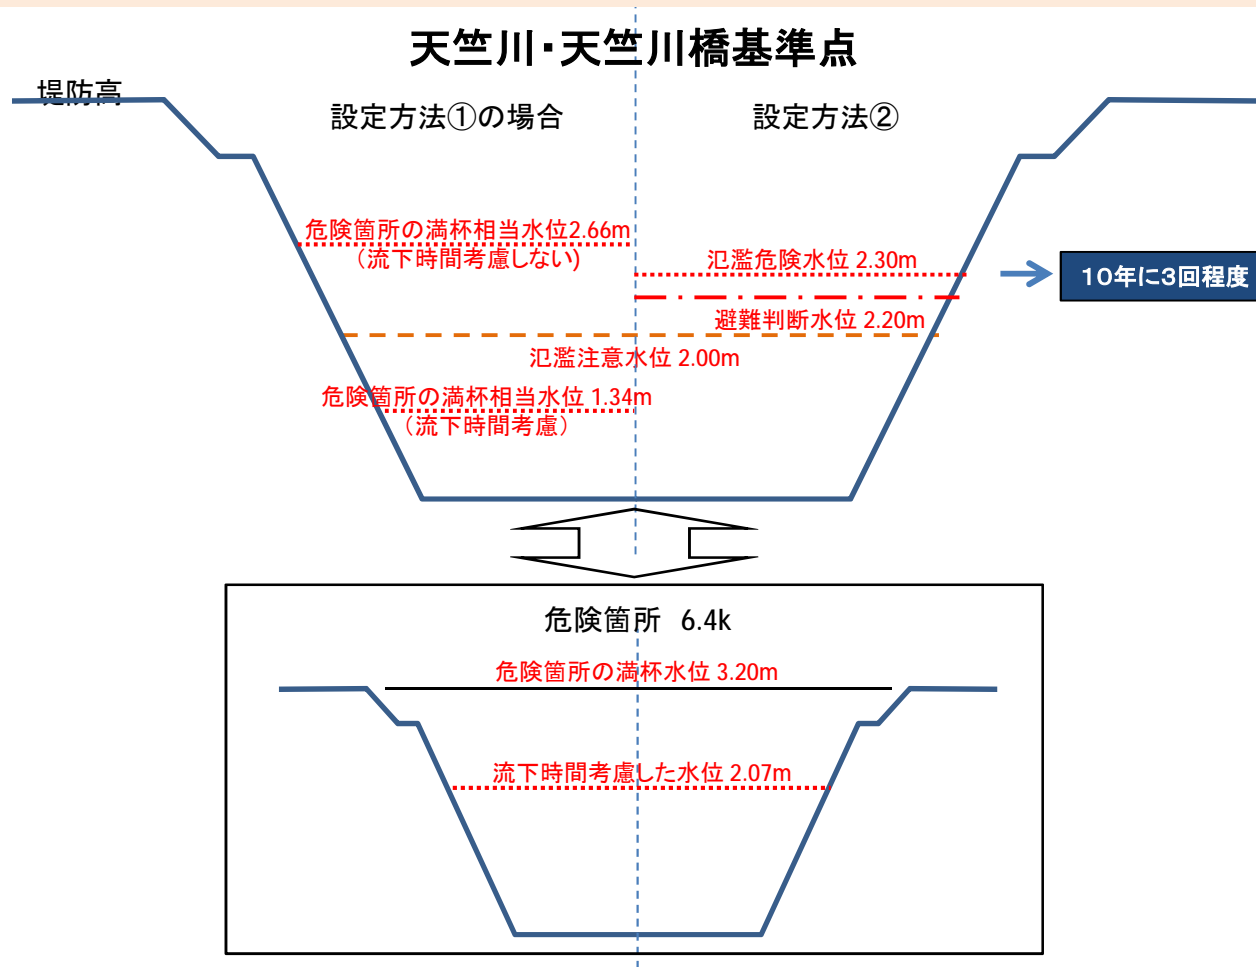 天竺川・天竺川橋基準点
堤防高
設定方法①の場合
設定方法②
危険箇所の満杯相当水位2.66m
（流下時間考慮しない)
氾濫危険水位 2.30m
10年に3回程度
避難判断水位 2.20m
氾濫注意水位 2.00m
危険箇所の満杯相当水位 1.34m
（流下時間考慮）
危険箇所 6.4k
危険箇所の満杯水位 3.20m
流下時間考慮した水位 2.07m